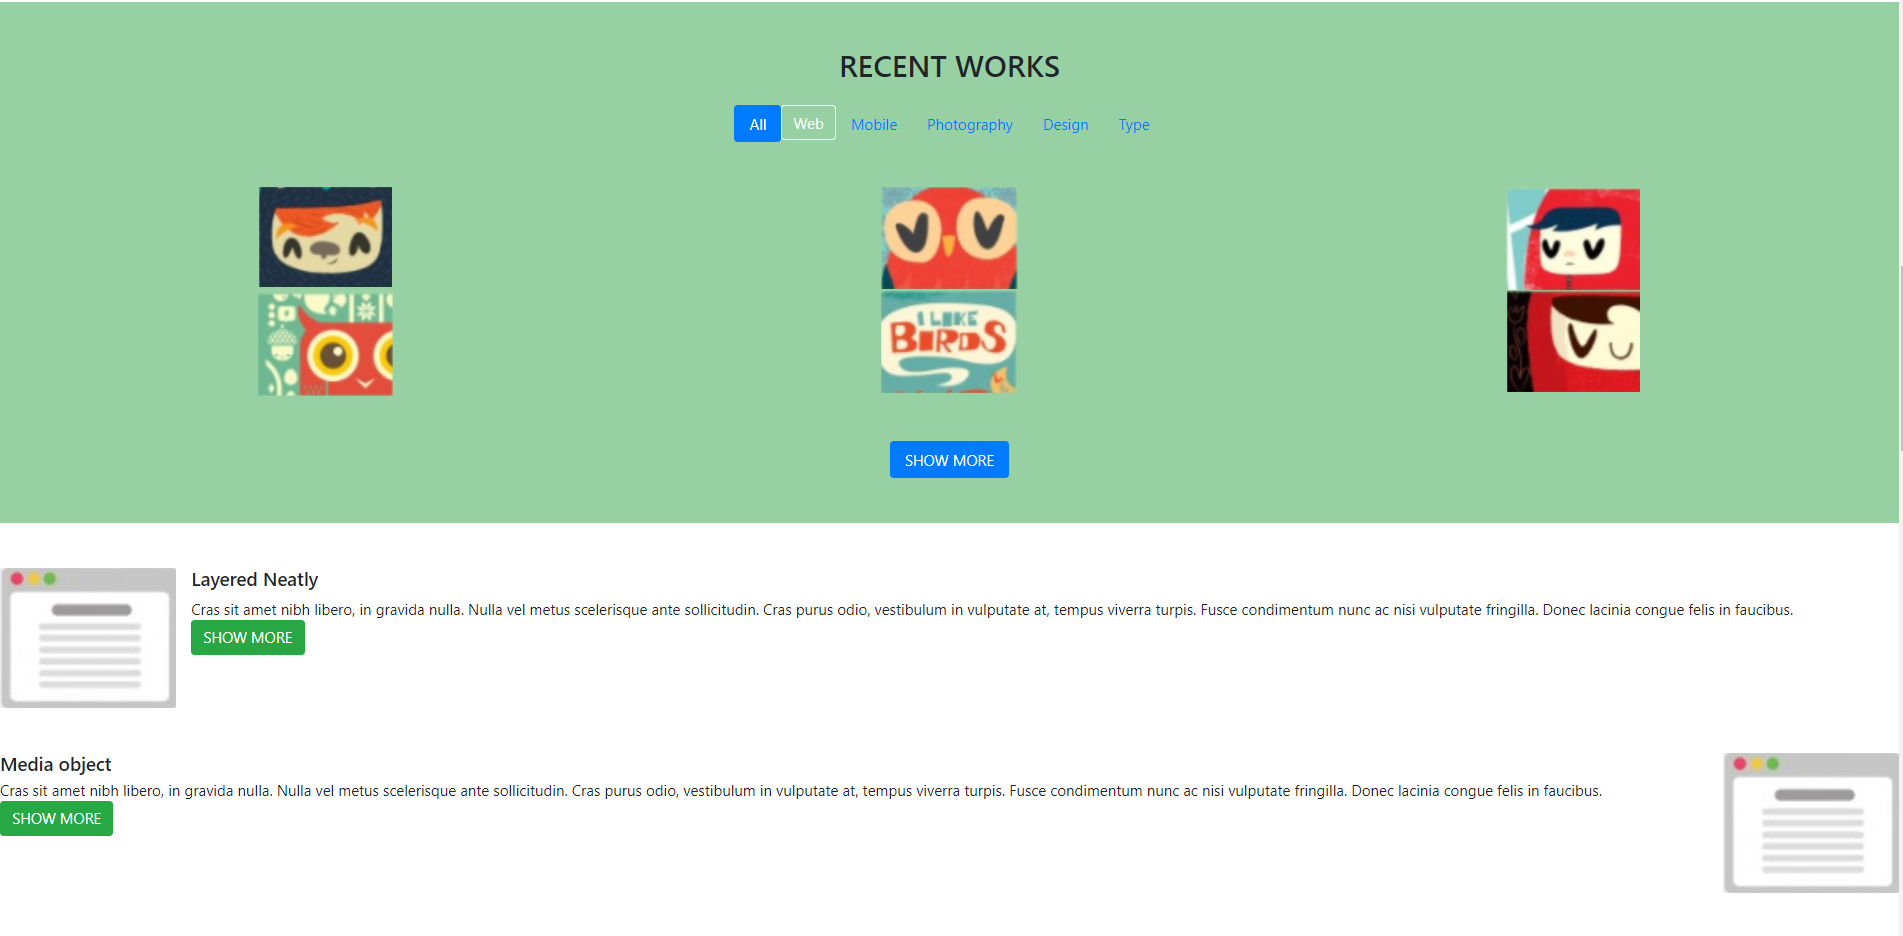 RECENT WORKS
All Web Mobile Photography Design Type
I LIKE
BIRDS
SHOW MORE
Layered Neatly
Cras sit amet nibh libero, in gravida nulla. Nulla vel metus scelerisque ante sollicitudin. Cras purus odio, vestibulum in vulputate at, tempus viverra turpis. Fusce condimentum nunc ac nisi vulputate fringilla. Donec lacinia congue felis in faucibus.
SHOW MORE
Media object
Cras sit amet nibh libero, in gravida nulla. Nulla vel metus scelerisque ante sollicitudin. Cras purus odio, vestibulum in vulputate at, tempus viverra turpis. Fusce condimentum nunc ac nisi vulputate fringilla. Donec lacinia congue felis in faucibus.
SHOW MORE